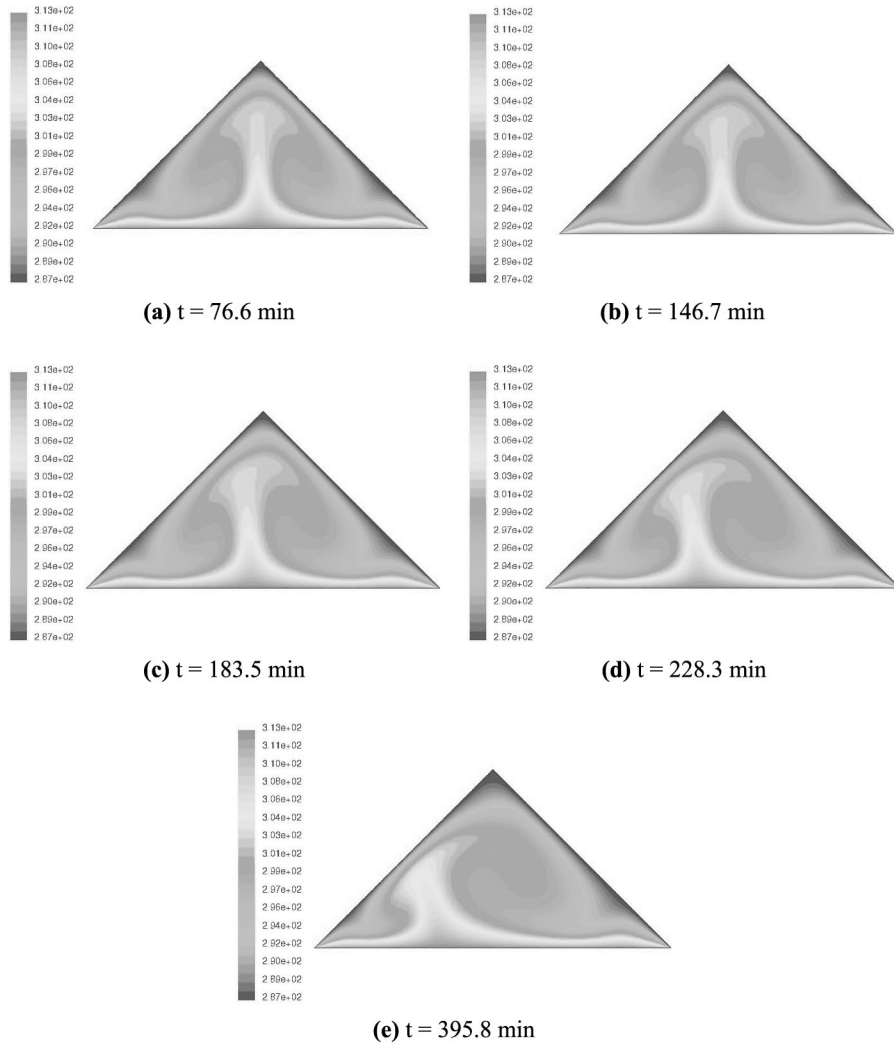 3.13e+02
3.11e+02
3.10e+02
3.08e+02
3.06e+02
3.04e+02
3.03e+02
3.01e+02
2.99e+02
2.97e+02
2.96e+02
2.94e+02
2.92e+02
2.90e+02
2.89e+02
2.87e+02
(a) t = 76.6 min
3.13e+02
3.11e+02
3.10e+02
3.08e+02
3.06e+02
3.04e+02
3.03e+02
3.01e+02
2.99e+02
2.97e+02
2.96e+02
2.94e+02
2.92e+02
2.90e+02
2.89e+02
2.87e+02
(b) t = 146.7 min
3.13e+02
3.11e+02
3.10e+02
3.08e+02
3.06e+02
3.04e+02
3.03e+02
3.01e+02
2.99e+02
2.97e+02
2.96e+02
2.94e+02
2.92e+02
2.90e+02
2.89e+02
2.87e+02
(c) t = 183.5 min
3.13e+02
3.11e+02
3.10e+02
3.08e+02
3.06e+02
3.04e+02
3.03e+02
3.01e+02
2.99e+02
2.97e+02
2.96e+02
2.94e+02
2.92e+02
2.90e+02
2.89e+02
2.87e+02
(d) t = 228.3 min
3.13e+02
3.11e+02
3.10e+02
3.08e+02
3.06e+02
3.04e+02
3.03e+02
3.01e+02
2.99e+02
2.97e+02
2.96e+02
2.94e+02
2.92e+02
2.90e+02
2.89e+02
2.87e+02
(e) t = 395.8 min